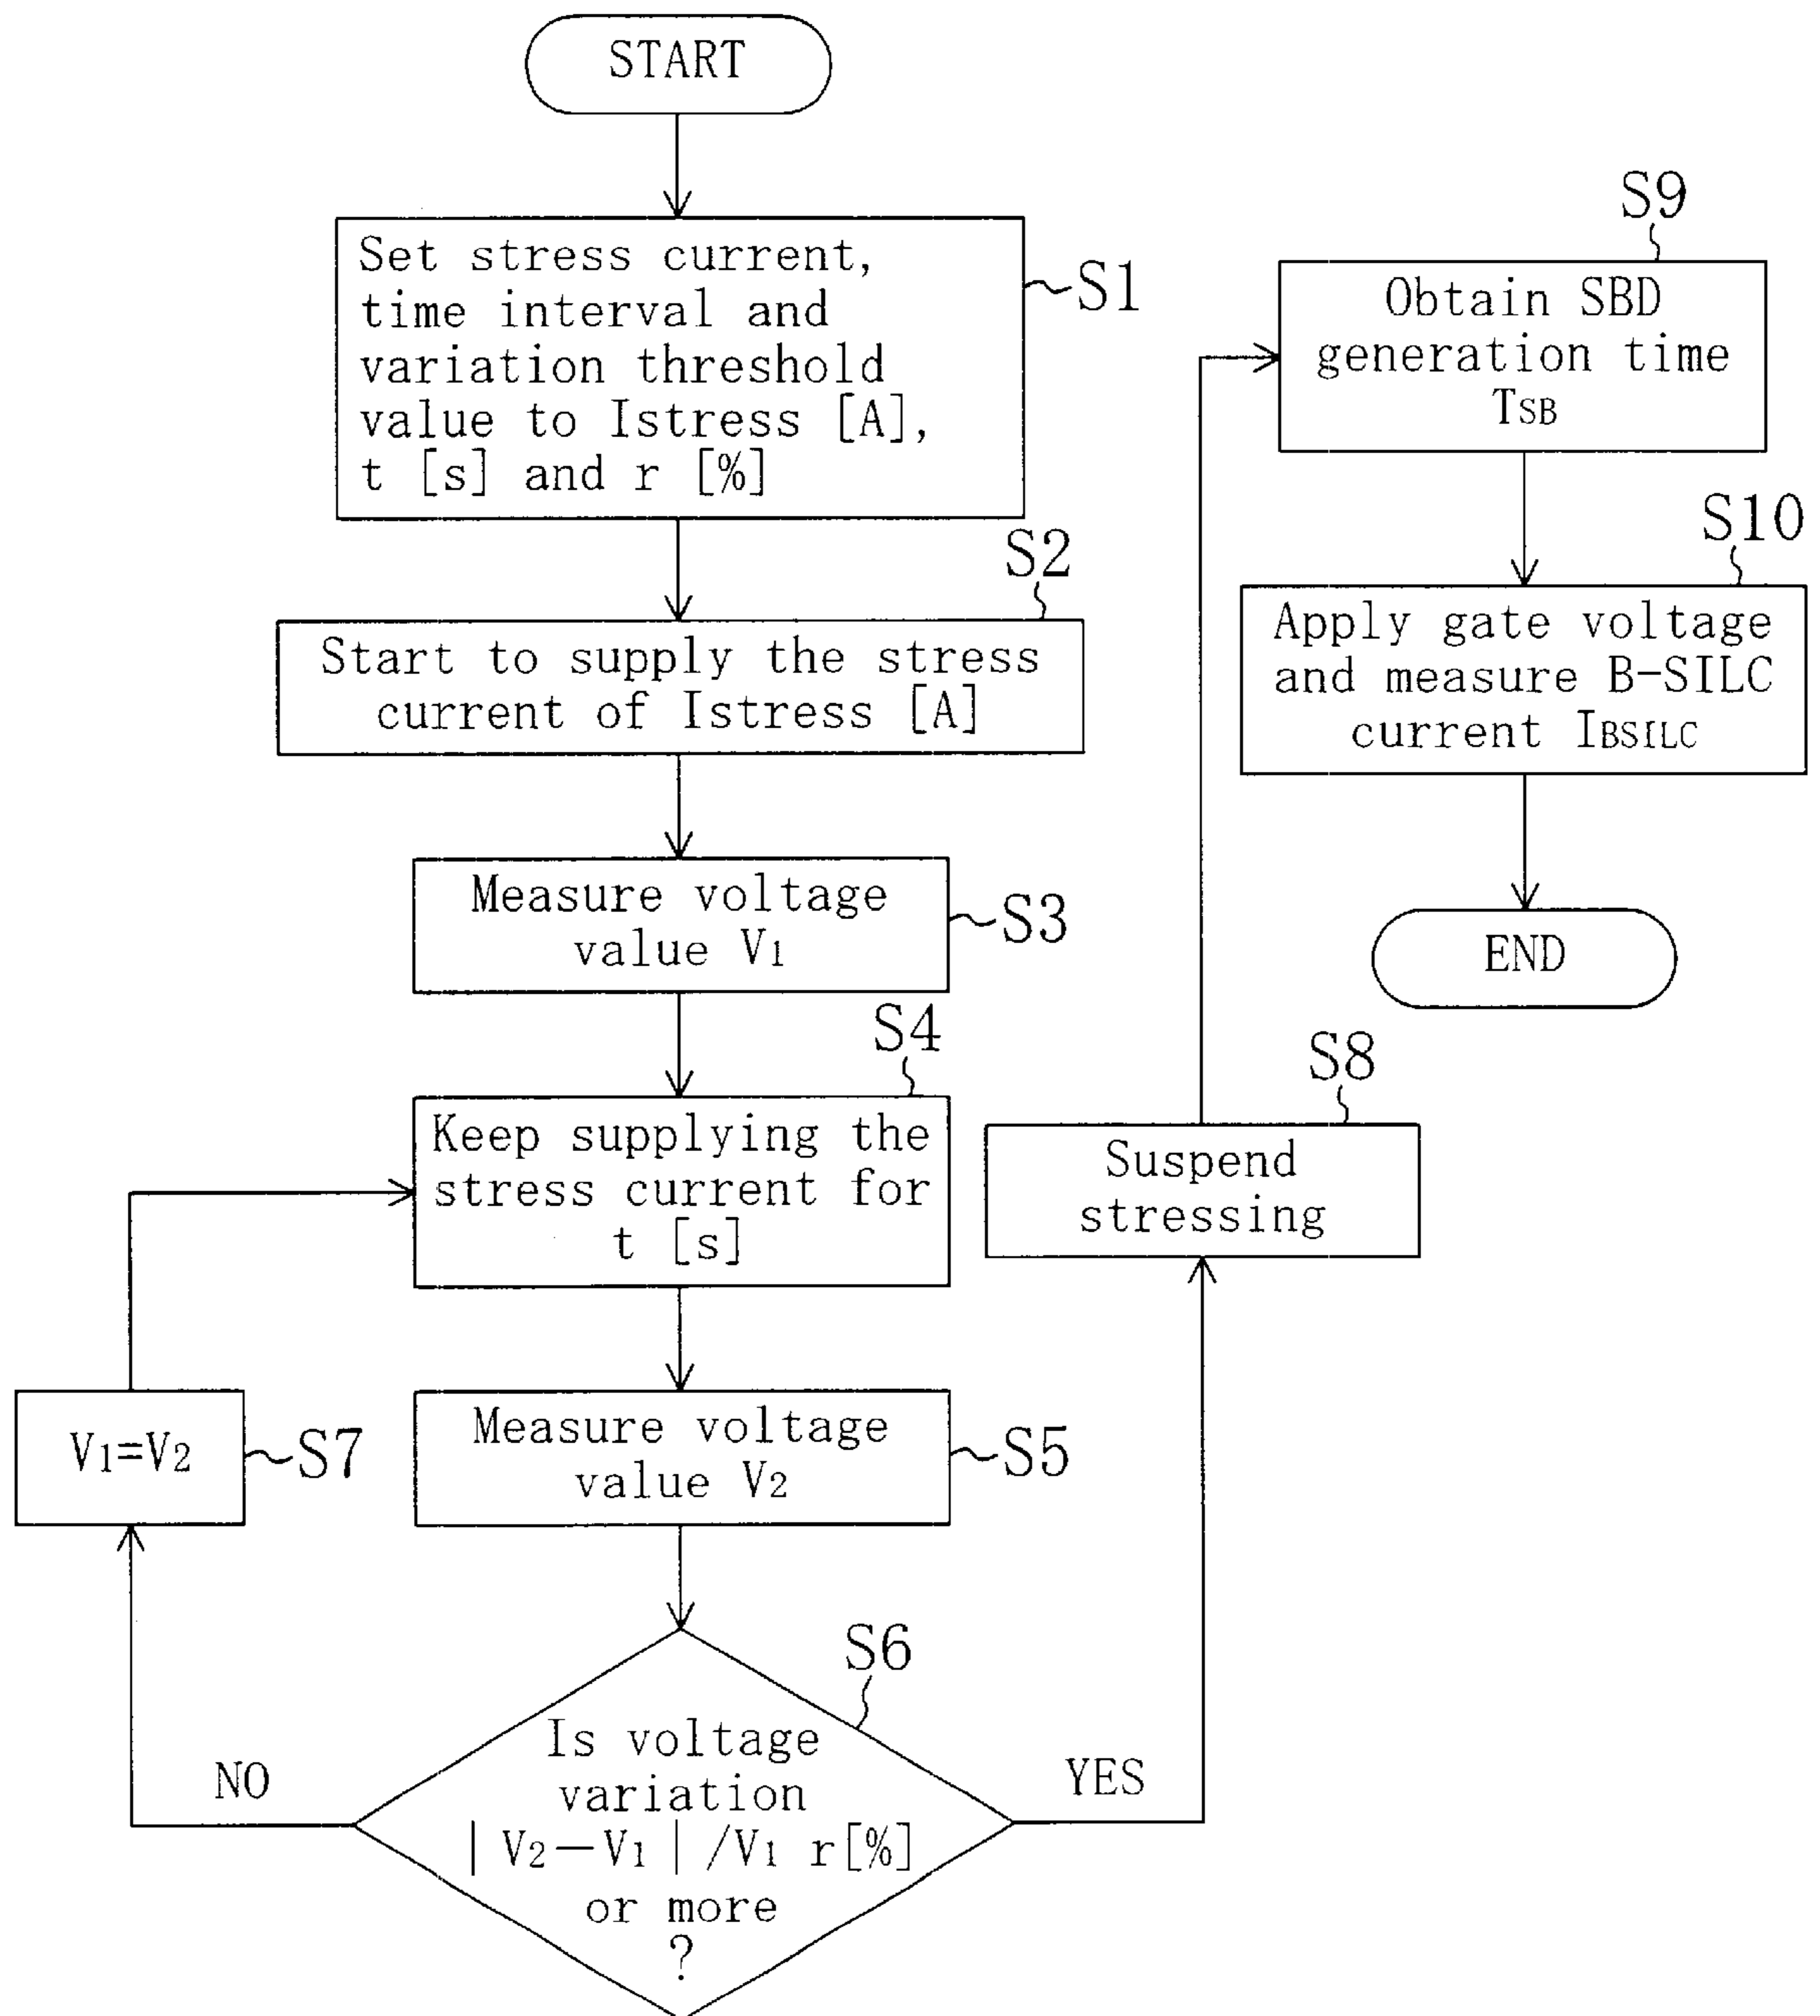 START
Set stress current,
time interval and
variation threshold
value to Istress [A],
t [s] and r [%]
S1
S2
Start to supply the stress
current of Istress [A]
Measure voltage
value V1
S3
S4
Keep supplying the
stress current for
t [s]
V1=V2
S7
Measure voltage
value V2
S5
S6
Is voltage
variation
| V2−V1 | /V1 r[%]
or more
?
NO
YES
S8
Suspend
stressing
S9
Obtain SBD
generation time
TSB
S10
Apply gate voltage
and measure B-SILC
current IBSILC
END